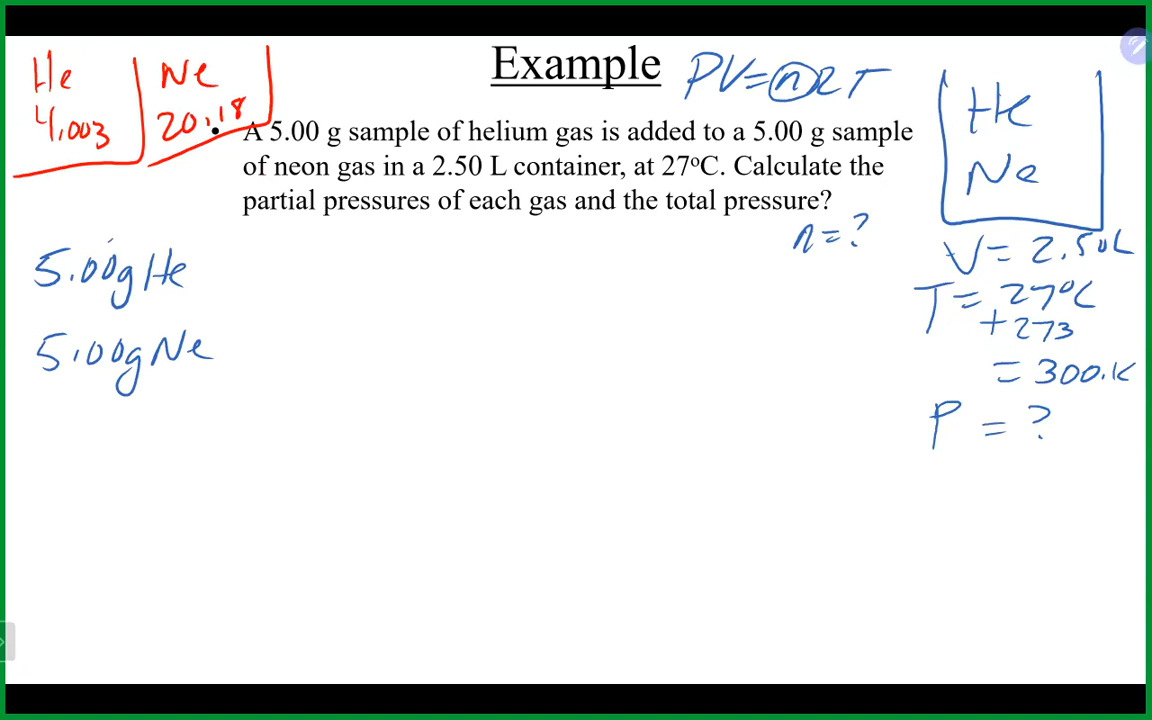 He
4.003
Ne
20.18
Example
PV=nRT
• A 5.00 g sample of helium gas is added to a 5.00 g sample
of neon gas in a 2.50 L container, at 27ºC. Calculate the
partial pressures of each gas and the total pressure?
n=?
He
Ne
V= 2.50L
T= 27ºC
+273
= 300.K
P = ?
5.00g He
5.00g Ne